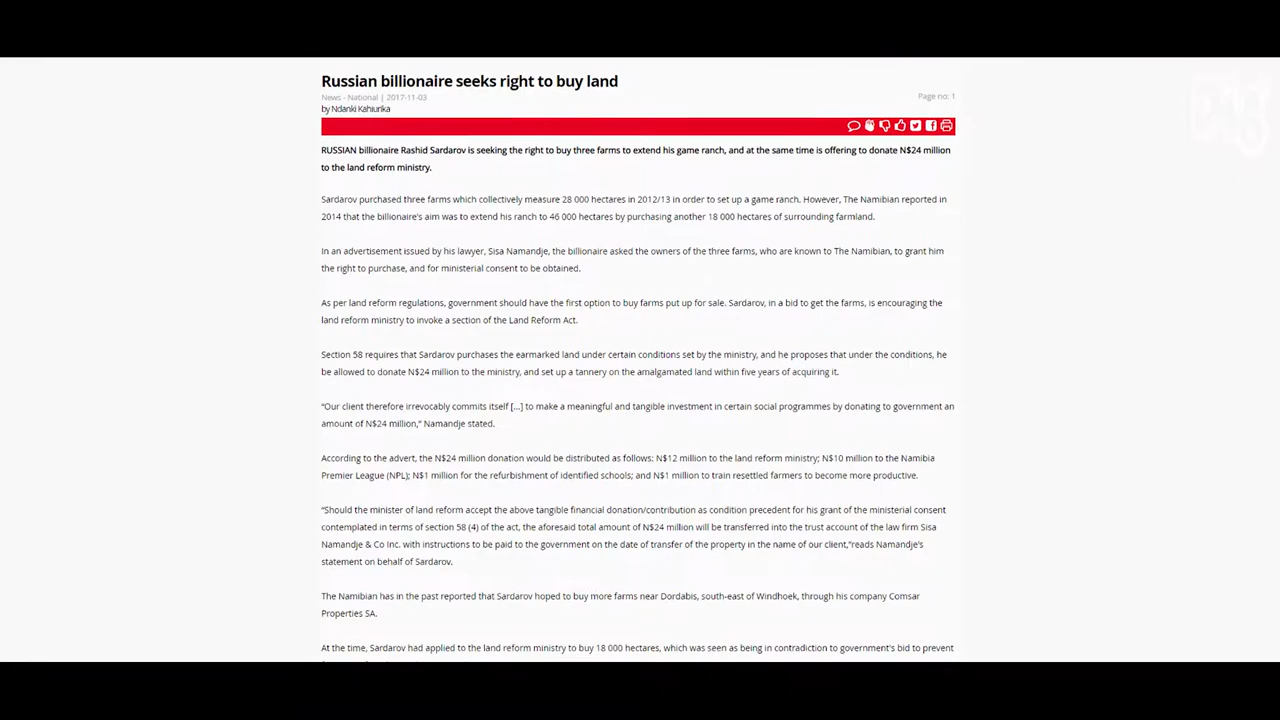 Russian billionaire seeks right to buy land
News - National | 2017-11-03
Page no: 1
by Ndanki Kahiurika
RUSSIAN billionaire Rashid Sardarov is seeking the right to buy three farms to extend his game ranch, and at the same time is offering to donate N$24 million
to the land reform ministry.
Sardarov purchased three farms which collectively measure 28 000 hectares in 2012/13 in order to set up a game ranch. However, The Namibian reported in
2014 that the billionaire's aim was to extend his ranch to 46 000 hectares by purchasing another 18 000 hectares of surrounding farmland.
In an advertisement issued by his lawyer, Sisa Namandje, the billionaire asked the owners of the three farms, who are known to The Namibian, to grant him
the right to purchase, and for ministerial consent to be obtained.
As per land reform regulations, government should have the first option to buy farms put up for sale. Sardarov, in a bid to get the farms, is encouraging the
land reform ministry to invoke a section of the Land Reform Act.
Section 58 requires that Sardarov purchases the earmarked land under certain conditions set by the ministry, and he proposes that under the conditions, he
be allowed to donate N$24 million to the ministry, and set up a tannery on the amalgamated land within five years of acquiring it.
“Our client therefore irrevocably commits itself [...] to make a meaningful and tangible investment in certain social programmes by donating to government an
amount of N$24 million,” Namandje stated.
According to the advert, the N$24 million donation would be distributed as follows: N$12 million to the land reform ministry; N$10 million to the Namibia
Premier League (NPL); N$1 million for the refurbishment of identified schools; and N$1 million to train resettled farmers to become more productive.
“Should the minister of land reform accept the above tangible financial donation/contribution as condition precedent for his grant of the ministerial consent
contemplated in terms of section 58 (4) of the act, the aforesaid total amount of N$24 million will be transferred into the trust account of the law firm Sisa
Namandje & Co Inc. with instructions to be paid to the government on the date of transfer of the property in the name of our client,”reads Namandje's
statement on behalf of Sardarov.
The Namibian has in the past reported that Sardarov hoped to buy more farms near Dordabis, south-east of Windhoek, through his company Comsar
Properties SA.
At the time, Sardarov had applied to the land reform ministry to buy 18 000 hectares, which was seen as being in contradiction to government's bid to prevent